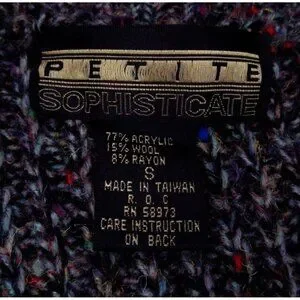 PETITE
SOPHISTICATE
77% ACRYLIC
15% WOOL
8% RAYON
S
MADE IN TAIWAN
R. O. C
RN 58973
CARE INSTRUCTION
ON BACK